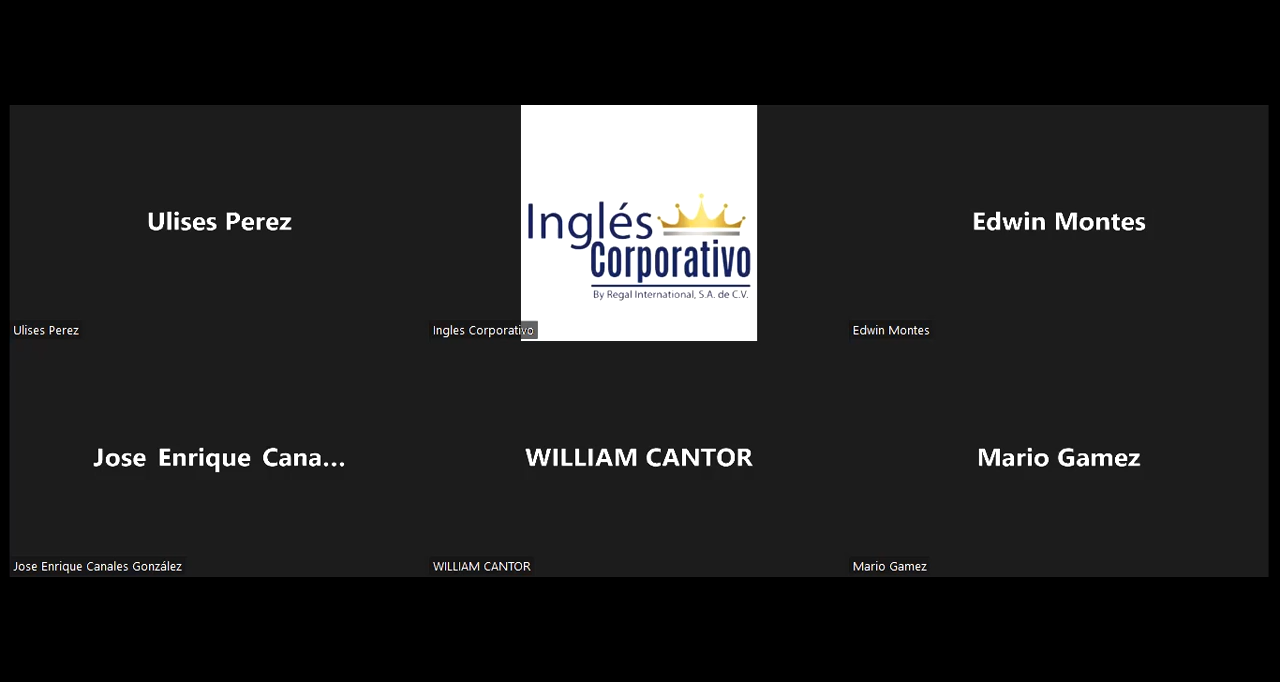 Ulises Perez
Inglés
Corporativo
By Regal International, S.A. de C.V.
Edwin Montes
Ulises Perez
Ingles Corporativo
Edwin Montes
Jose Enrique Cana...
WILLIAM CANTOR
Mario Gamez
Jose Enrique Canales González
WILLIAM CANTOR
Mario Gamez